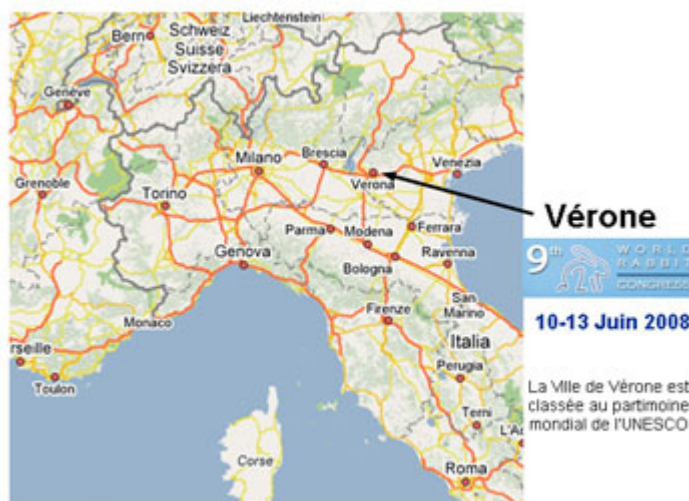 Liechtenstein
Bern
Schweiz
Suisse
Svizzera
Genève
Grenoble
Milano
Brescia
Verona
Venezia
Torino
Parma
Modena
Ferrara
Genova
Bologna
Ravenna
Monaco
Firenze
San
Marino
Italia
rseille
Toulon
Perugia
Corse
Terni
L'A
Roma
Vérone
9th WORLD
RABBIT
CONGRESS
10-13 Juin 2008
La Ville de Vérone est
classée au partimoine
mondial de l'UNESCO